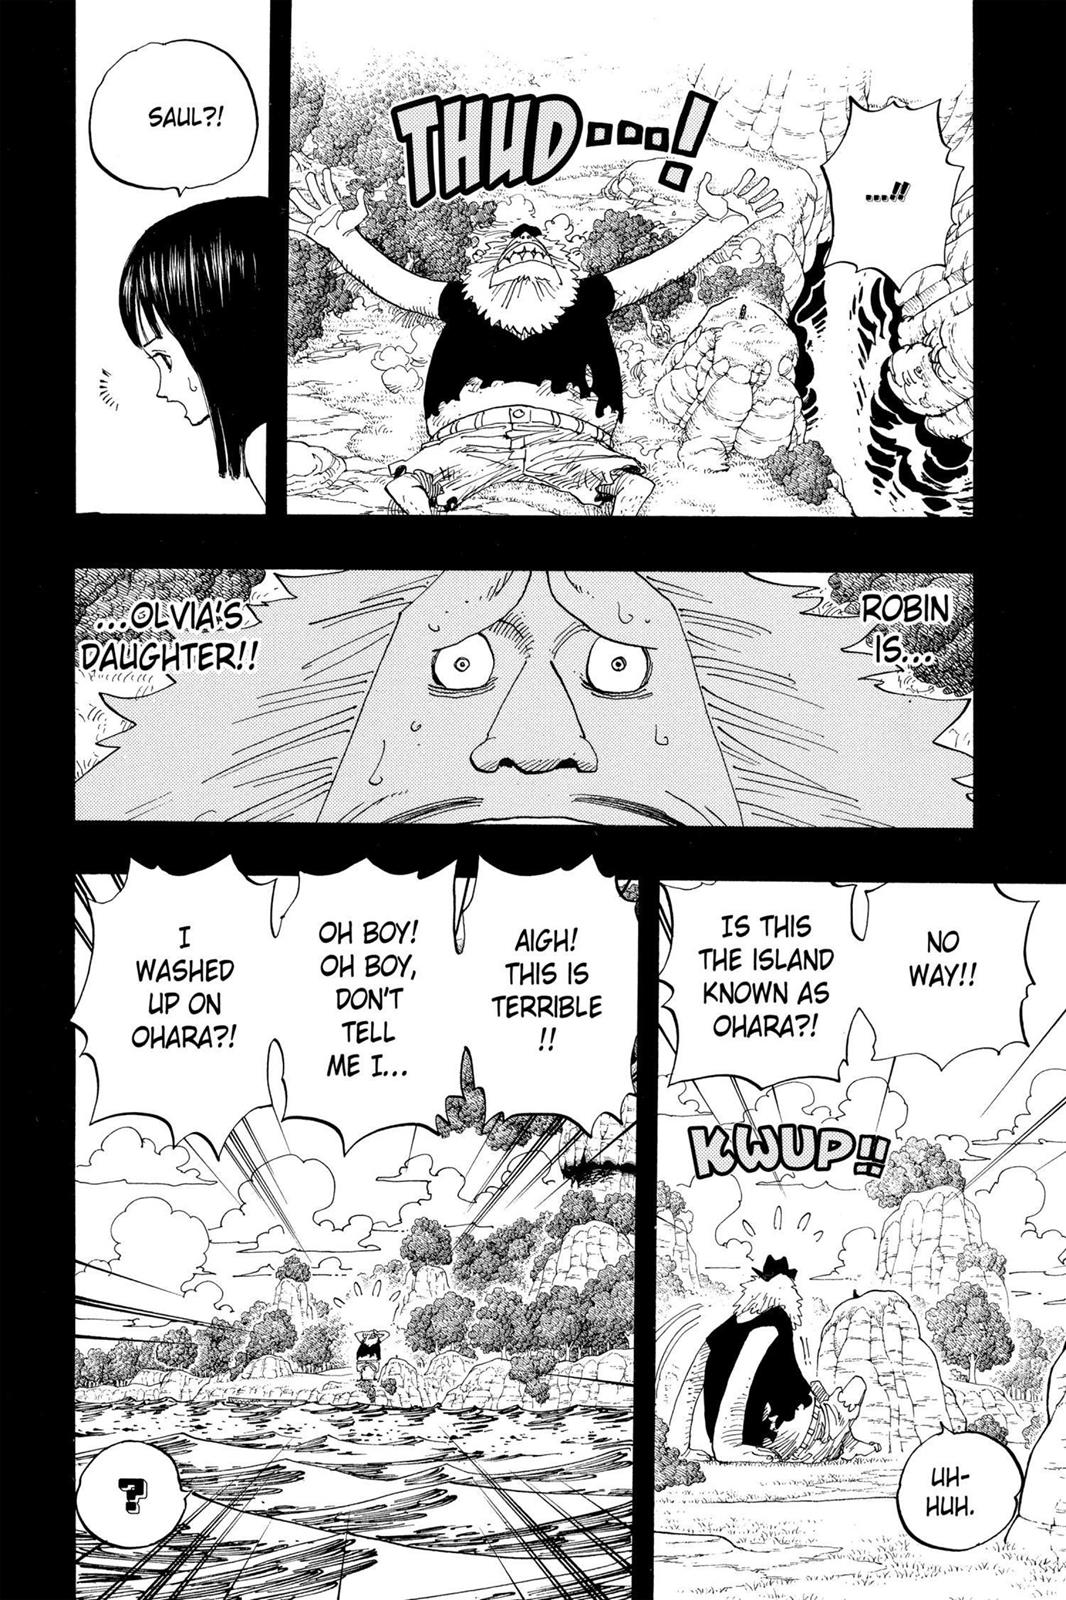 ...!!
THUD...!
SAUL?!
ROBIN
IS...
...OLVIA'S
DAUGHTER!!
NO
WAY!!
IS THIS
THE ISLAND
KNOWN AS
OHARA?!
KWUP!!
UH-
HUH.
AIGH!
THIS IS
TERRIBLE
!!
OH BOY!
OH BOY,
DON'T
TELL
ME I...
I
WASHED
UP ON
OHARA?!
?